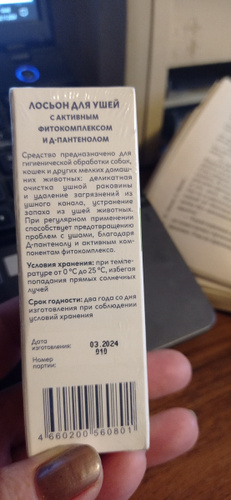 ЛОСЬОН ДЛЯ УШЕЙ
С АКТИВНЫМ
ФИТОКОМПЛЕКСОМ
И Д-ПАНТЕНОЛОМ
Средство предназначено для
гигиенической обработки собак,
кошек и других мелких домаш-
них животных: деликатная
очистка ушной раковины
и удаление загрязнений из
ушного канала, устранение
запаха из ушей животных.
При регулярном применении
способствует предотвращению
проблем с ушами, благодаря
Д-пантенолу и активным ком-
понентам фитокомплекса.
Условия хранения: при темпе-
ратуре от 0 °С до 25 °С, избегая
попадания прямых солнечных
лучей
Срок годности: два года со дня
изготовления при соблюдении
условий хранения
Дата
изготовления: 03.2024
Номер 019
партии:
4 660200 560801